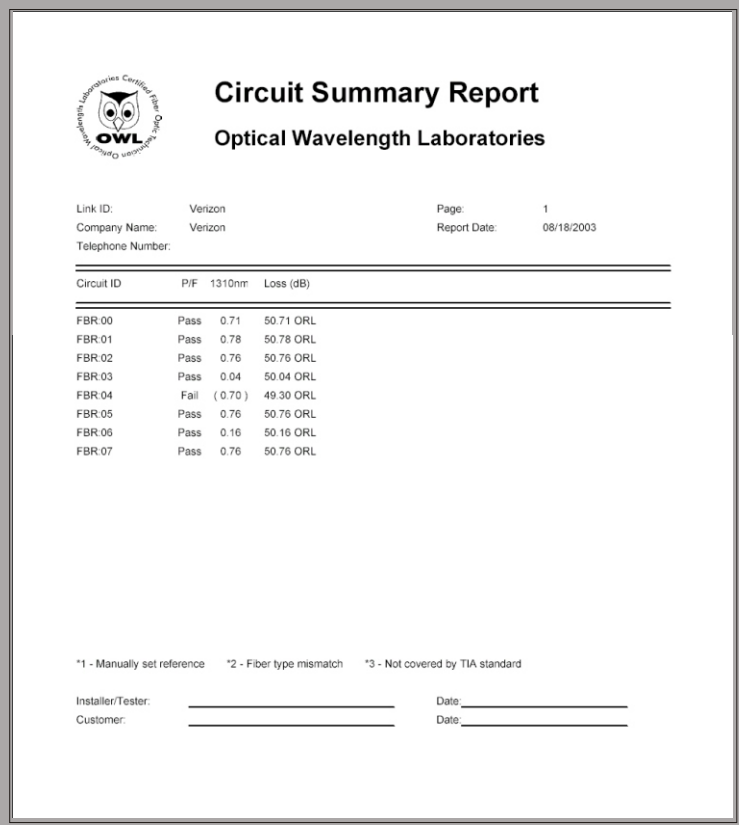 Optical Wavelength Laboratories Certified Fiber Optic Technician
OWL
Circuit Summary Report
Optical Wavelength Laboratories
Link ID: Verizon Page: 1
Company Name: Verizon Report Date: 08/18/2003
Telephone Number:
Circuit ID P/F 1310nm Loss (dB)
FBR:00 Pass 0.71 50.71 ORL
FBR:01 Pass 0.78 50.78 ORL
FBR:02 Pass 0.76 50.76 ORL
FBR:03 Pass 0.04 50.04 ORL
FBR:04 Fail ( 0.70 ) 49.30 ORL
FBR:05 Pass 0.76 50.76 ORL
FBR:06 Pass 0.16 50.16 ORL
FBR:07 Pass 0.76 50.76 ORL
*1 - Manually set reference *2 - Fiber type mismatch *3 - Not covered by TIA standard
Installer/Tester: Date:
Customer: Date: